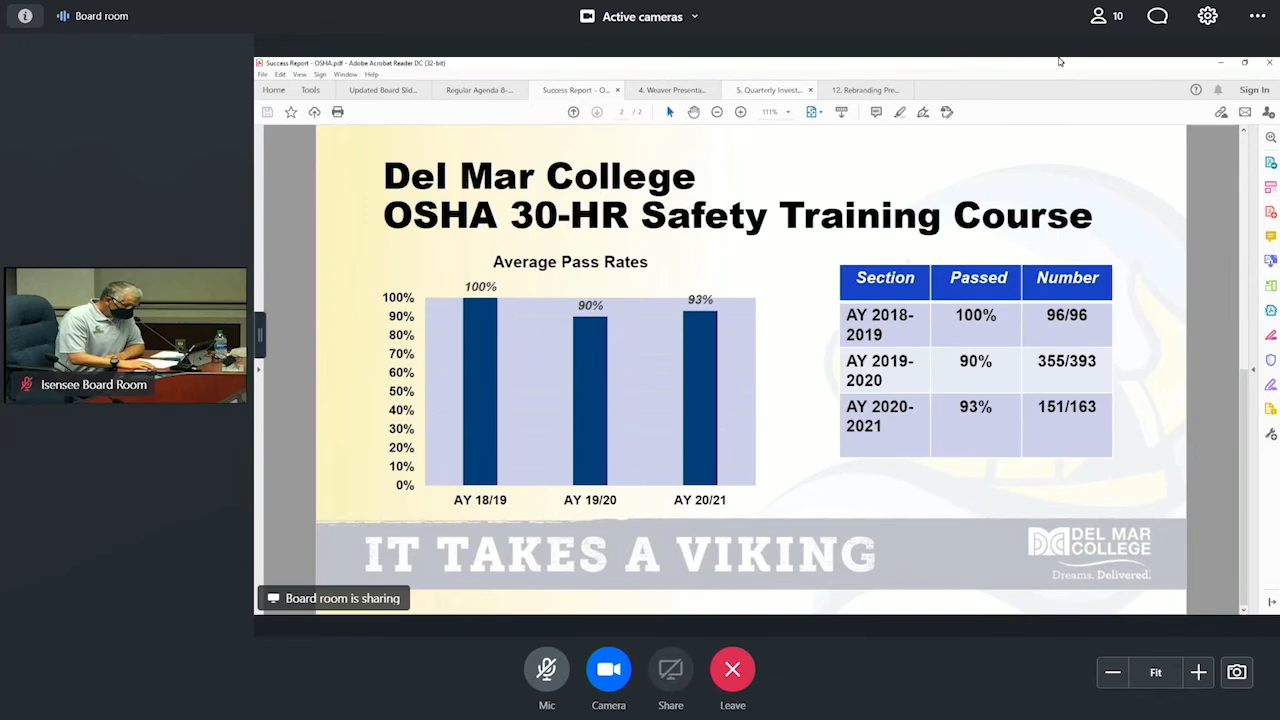 Board room
Active cameras
10
Success Report - OSHA.pdf - Adobe Acrobat Reader DC (32-bit)
File Edit View Sign Window Help
Home Tools Updated Board Slid... Regular Agenda 8-... Success Report - O... × 4. Weaver Presenta... 5. Quarterly Invest... × 12. Rebranding Pre... Sign In
2 / 2 111%
Del Mar College
OSHA 30-HR Safety Training Course
Average Pass Rates
100%
90%
93%
100%
90%
80%
70%
60%
50%
40%
30%
20%
10%
0%
AY 18/19 AY 19/20 AY 20/21
Section Passed Number
AY 2018-
2019
100% 96/96
AY 2019-
2020
90% 355/393
AY 2020-
2021
93% 151/163
Isensee Board Room
IT TAKES A VIKING
DEL MAR
COLLEGE
Dreams. Delivered.
Board room is sharing
Mic Camera Share Leave
Fit